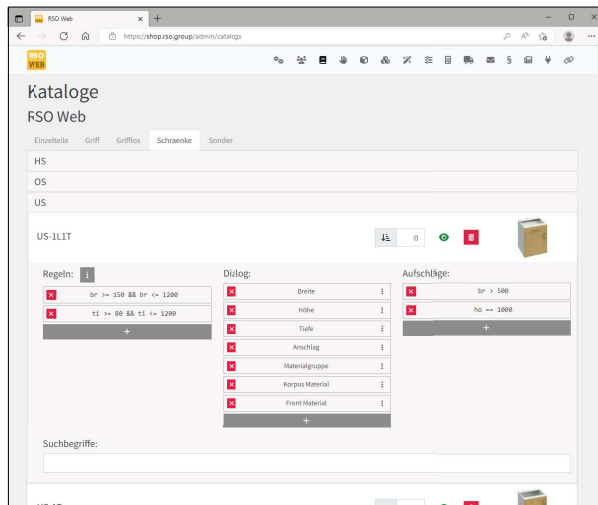 RSO Web
https://shop.rso.group/admin/catalogs
RSO
WEB
Kataloge
RSO Web
Einzelteile Griff Grifflos Schraenke Sonder
HS
OS
US
US-1L1T 0
Regeln: i Dialog: Aufschläge:
br >= 150 && br <= 1200 Breite br > 500
ti >= 80 && ti <= 1200 Höhe ho == 1000
+ Tiefe +
Anschlag
Materialgruppe
Korpus Material
Front Material
+
Suchbegriffe: